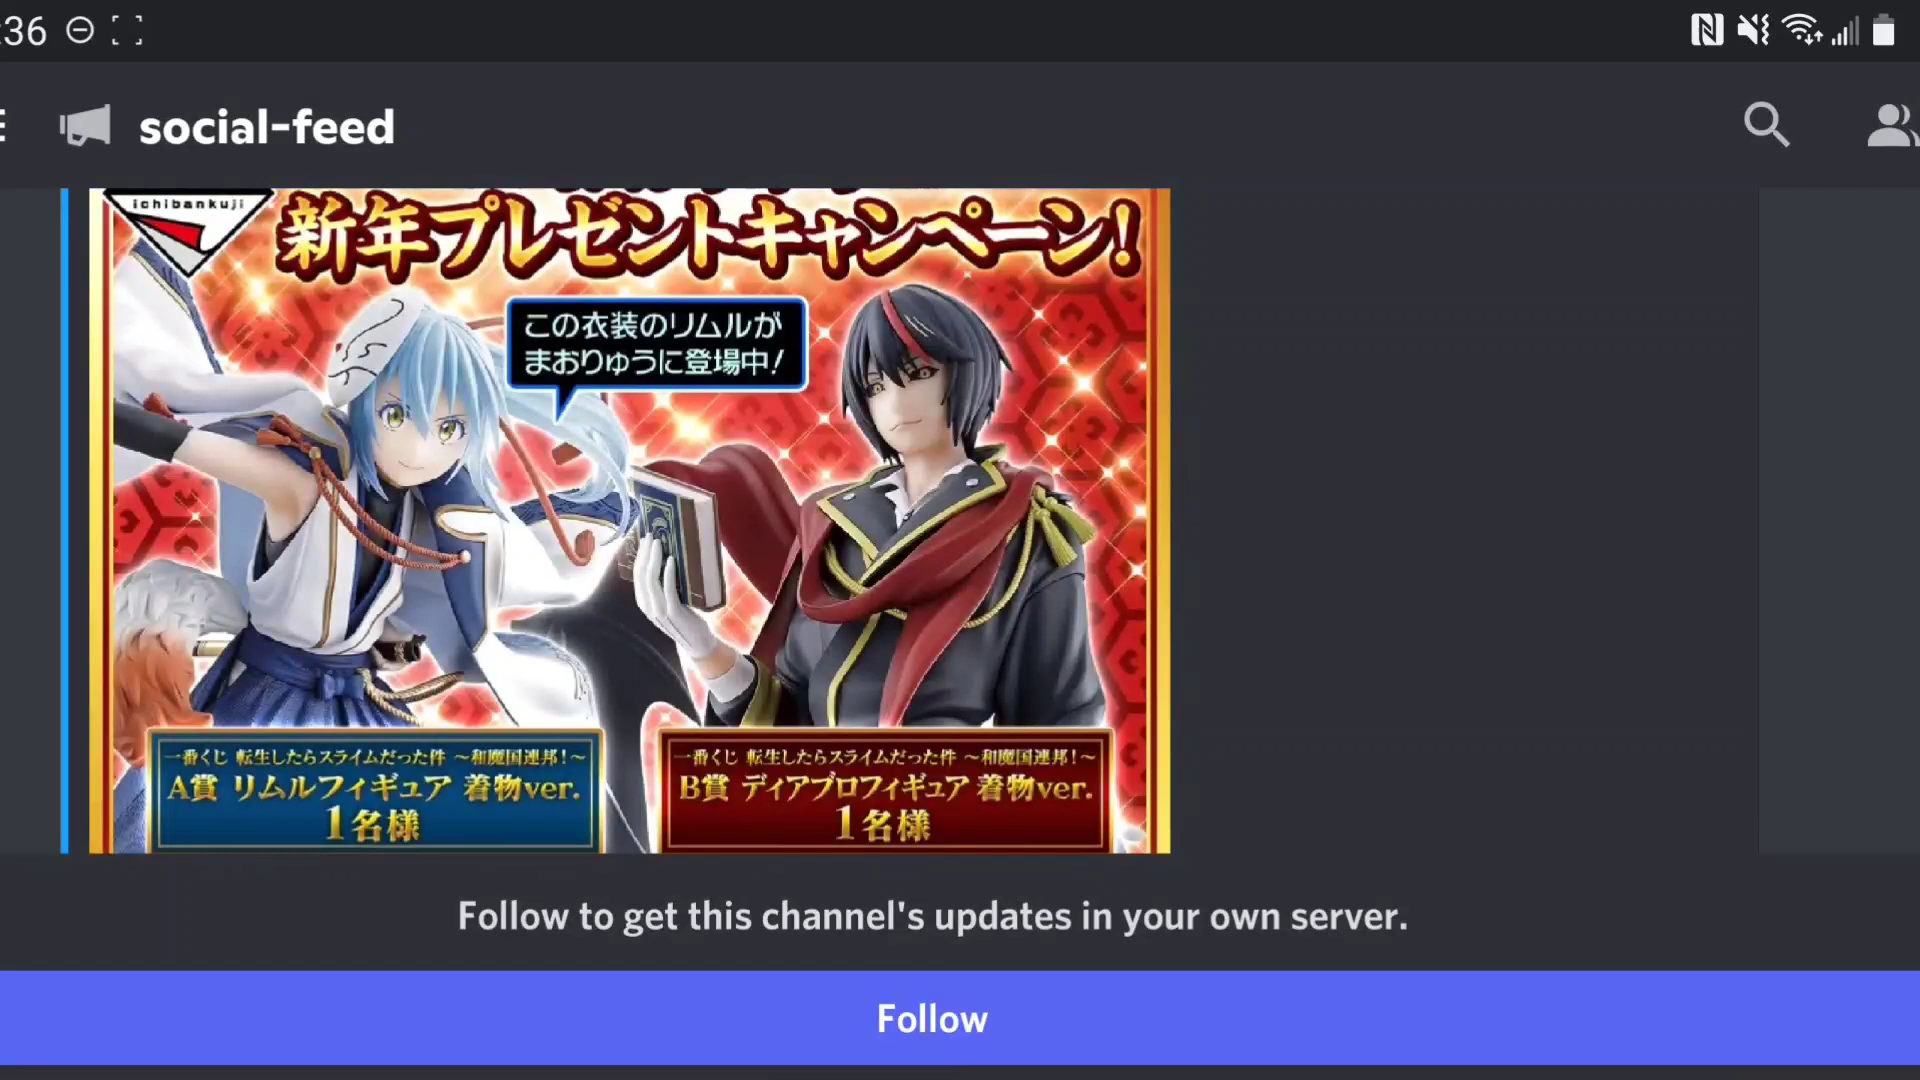 :36
social-feed
ichibankuji
新年プレゼントキャンペーン!
この衣装のリムルが
まおりゅうに登場中!
一番くじ 転生したらスライムだった件 ～和魔国連邦!～
A賞 リムルフィギュア 着物ver.
1名様
一番くじ 転生したらスライムだった件 ～和魔国連邦!～
B賞 ディアブロフィギュア 着物ver.
1名様
Follow to get this channel's updates in your own server.
Follow